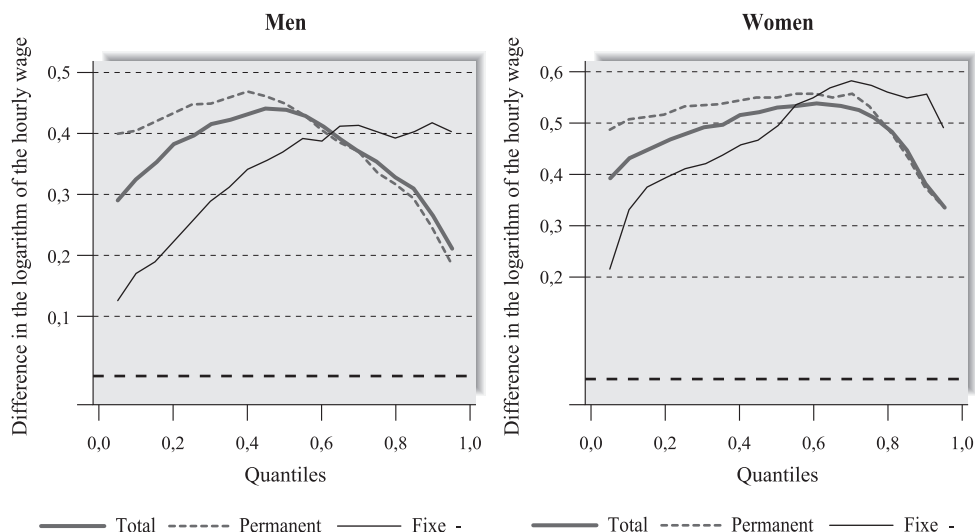 Men
Difference in the logarithm of the hourly wage
0,5
0,4
0,3
0,2
0,1
0,0 0,2 0,4 0,6 0,8 1,0
Quantiles
Total Permanent Fixe -
Women
Difference in the logarithm of the hourly wage
0,6
0,5
0,4
0,3
0,2
0,0 0,2 0,4 0,6 0,8 1,0
Quantiles
Total Permanent Fixe -